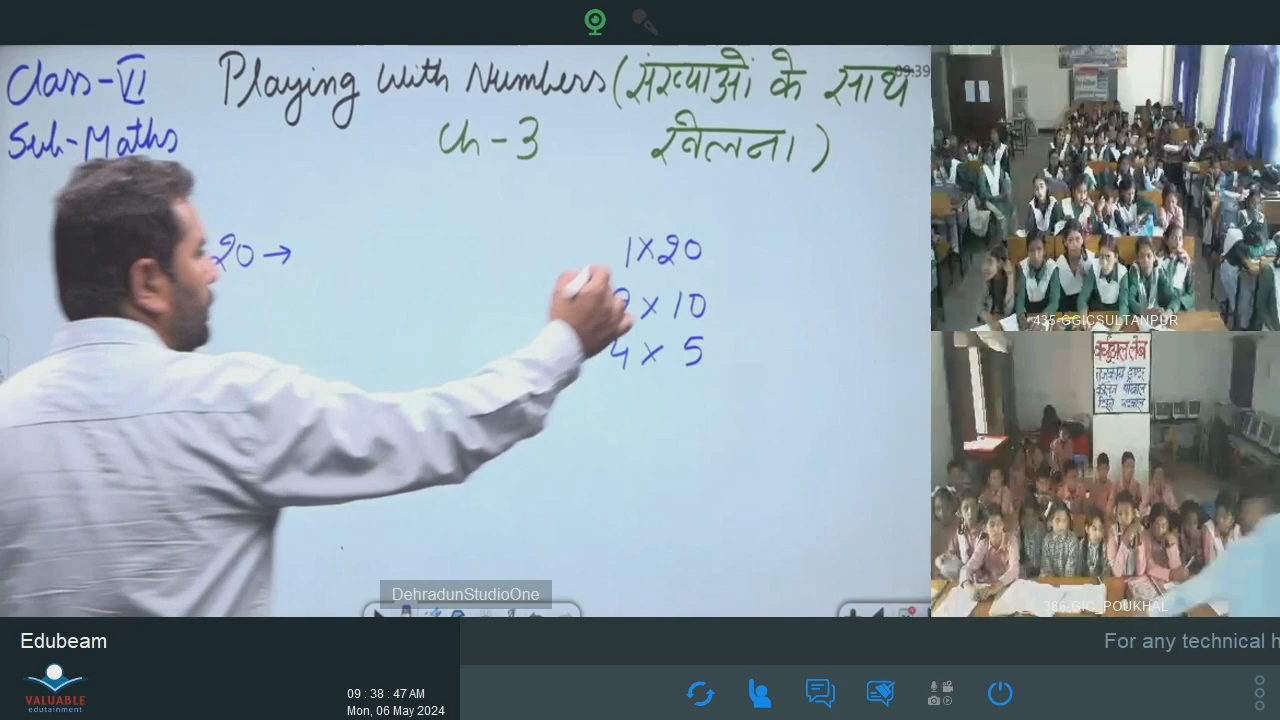 Class-VI Playing With Numbers (संख्याओं के साथ
09:39
Sub-Maths Ch-3 खेलना)
20 → 1×20
2 × 10
4 × 5
435-GGICSULTANPUR
वर्चुअल लैब
386-GIC_POUKHAL
DehradunStudioOne
Edubeam
For any technical h
VALUABLE
edutainment
09 : 38 : 47 AM
Mon, 06 May 2024